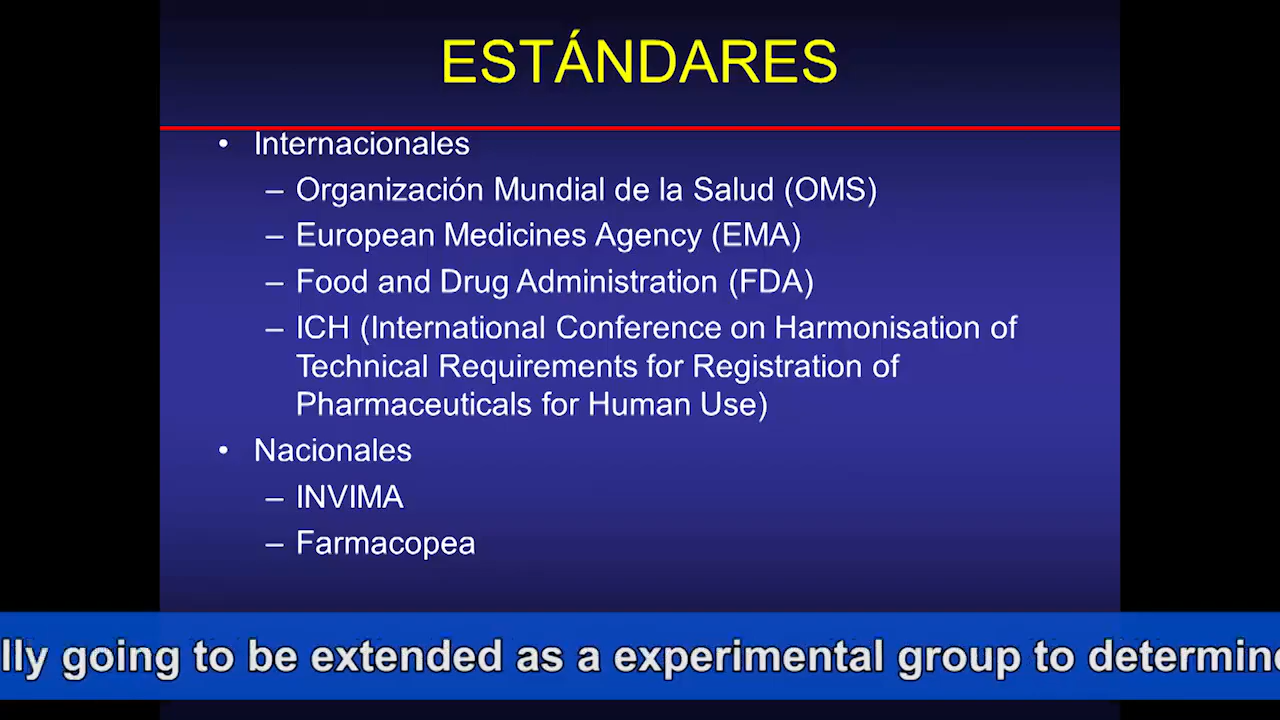 ESTÁNDARES
• Internacionales
– Organización Mundial de la Salud (OMS)
– European Medicines Agency (EMA)
– Food and Drug Administration (FDA)
– ICH (International Conference on Harmonisation of
Technical Requirements for Registration of
Pharmaceuticals for Human Use)
• Nacionales
– INVIMA
– Farmacopea
going to be extended as a experimental group to